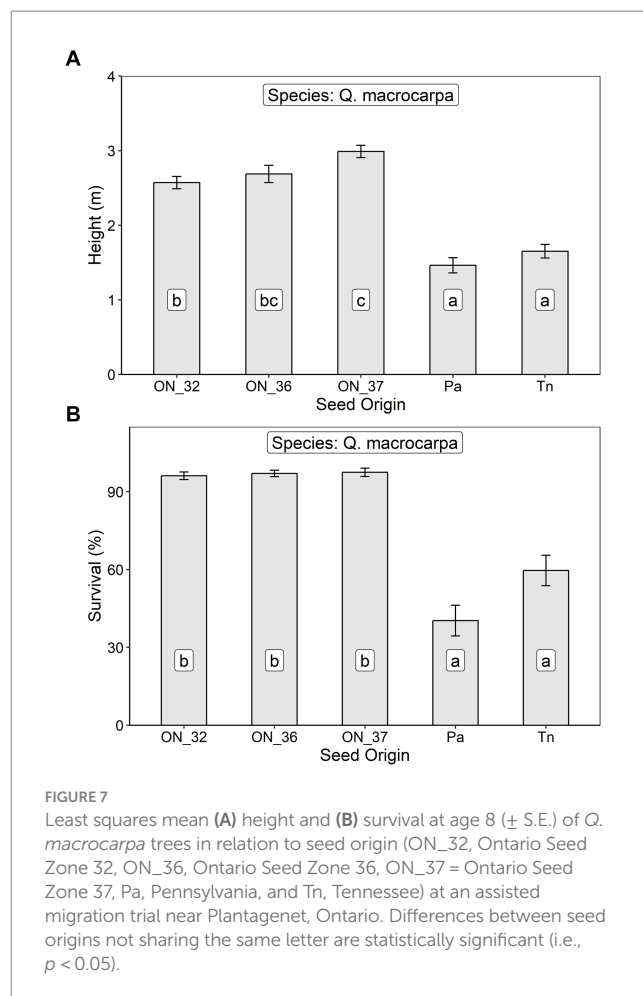 A
Species: Q. macrocarpa
Height (m)
4
3
2
1
0
b
bc
c
a
a
ON_32
ON_36
ON_37
Pa
Tn
Seed Origin
B
Species: Q. macrocarpa
Survival (%)
90
60
30
0
b
b
b
a
a
ON_32
ON_36
ON_37
Pa
Tn
Seed Origin
FIGURE 7
Least squares mean (A) height and (B) survival at age 8 (± S.E.) of Q.
macrocarpa trees in relation to seed origin (ON_32, Ontario Seed
Zone 32, ON_36, Ontario Seed Zone 36, ON_37 = Ontario Seed
Zone 37, Pa, Pennsylvania, and Tn, Tennessee) at an assisted
migration trial near Plantagenet, Ontario. Differences between seed
origins not sharing the same letter are statistically significant (i.e.,
p < 0.05).